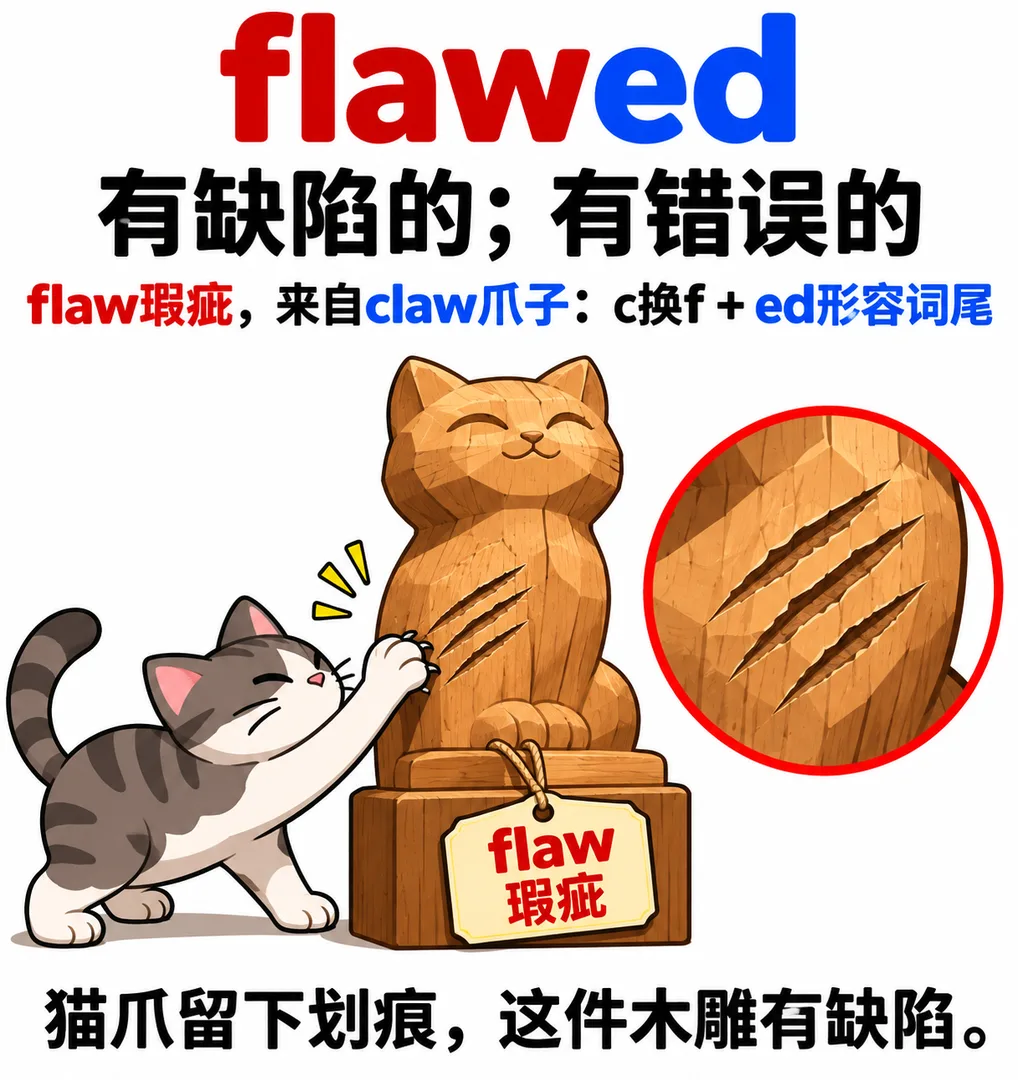 flawed
有缺陷的；有错误的
flaw瑕疵，来自claw爪子：c换f + ed形容词尾
flaw
瑕疵
猫爪留下划痕，这件木雕有缺陷。